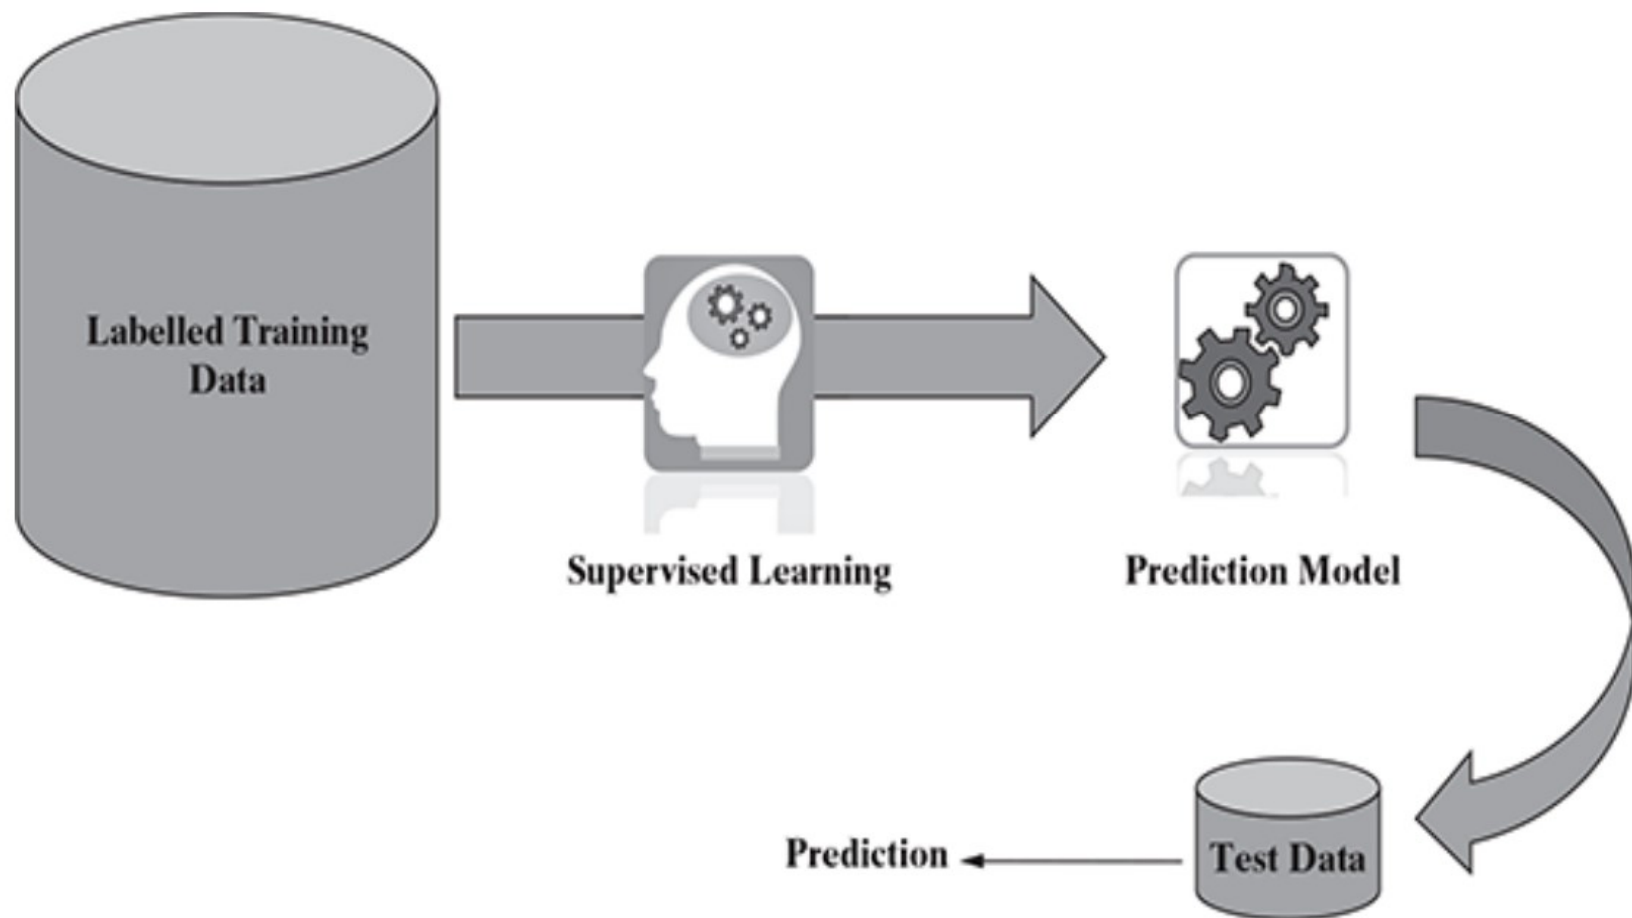 Labelled Training
Data
Supervised Learning
Prediction Model
Prediction
Test Data